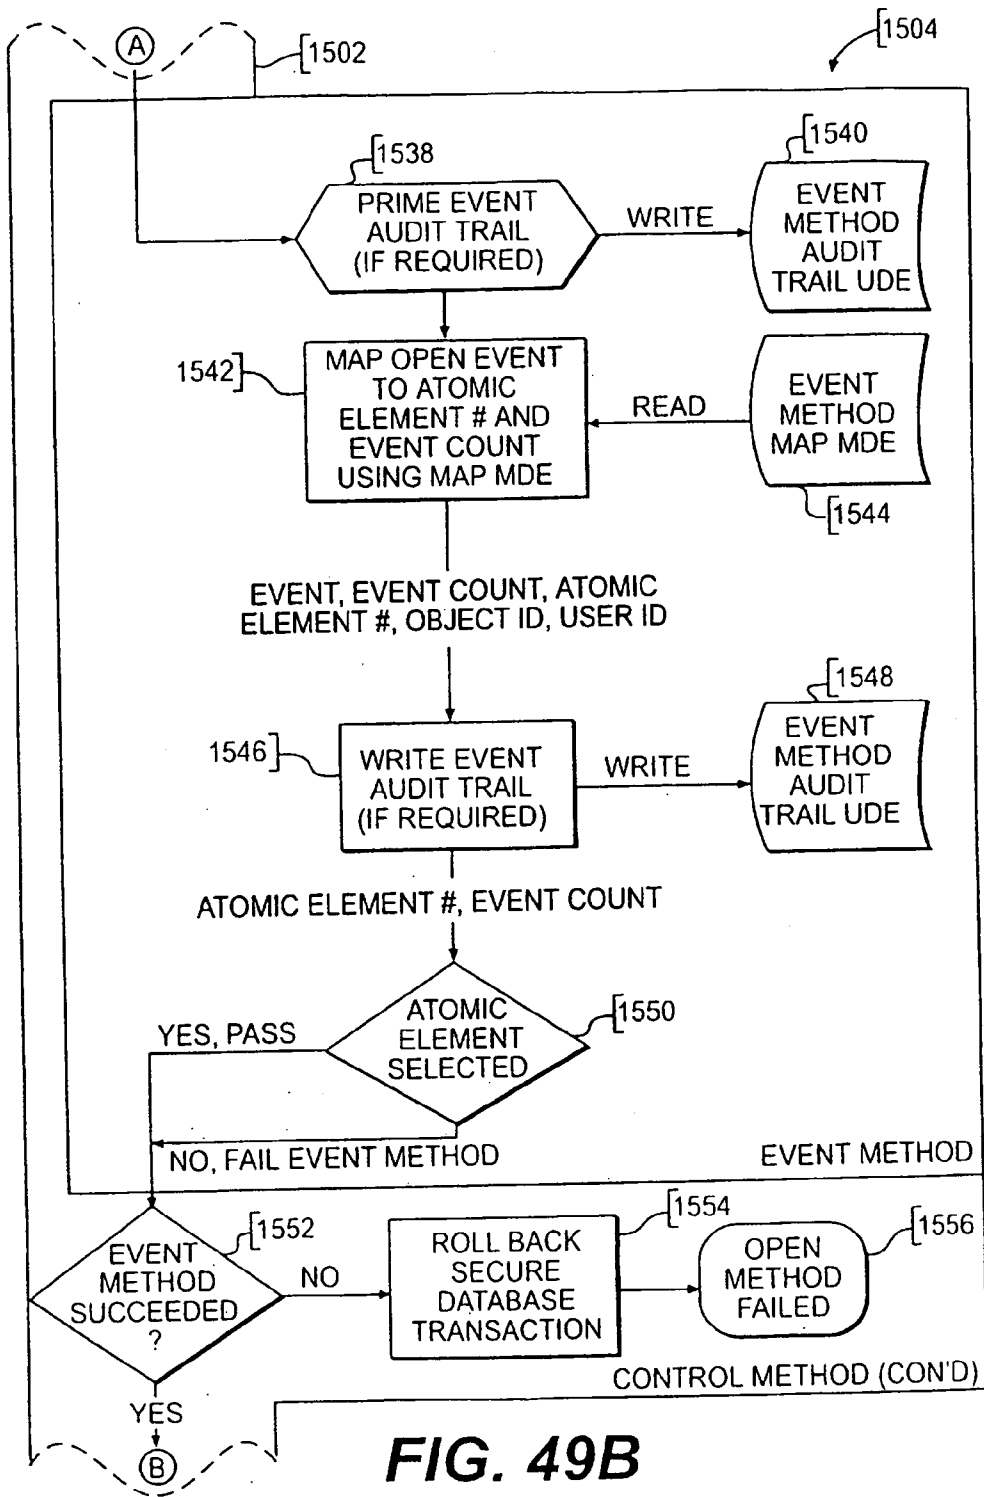 A
1502
1504
1538
PRIME EVENT
AUDIT TRAIL
(IF REQUIRED)
WRITE
1540
EVENT
METHOD
AUDIT
TRAIL UDE
1542
MAP OPEN EVENT
TO ATOMIC
ELEMENT # AND
EVENT COUNT
USING MAP MDE
READ
EVENT
METHOD
MAP MDE
1544
EVENT, EVENT COUNT, ATOMIC
ELEMENT #, OBJECT ID, USER ID
1546
WRITE EVENT
AUDIT TRAIL
(IF REQUIRED)
WRITE
1548
EVENT
METHOD
AUDIT
TRAIL UDE
ATOMIC ELEMENT #, EVENT COUNT
ATOMIC
ELEMENT
SELECTED
1550
YES, PASS
NO, FAIL EVENT METHOD
EVENT METHOD
1552
EVENT
METHOD
SUCCEEDED
?
NO
1554
ROLL BACK
SECURE
DATABASE
TRANSACTION
1556
OPEN
METHOD
FAILED
CONTROL METHOD (CON'D)
YES
B
FIG. 49B